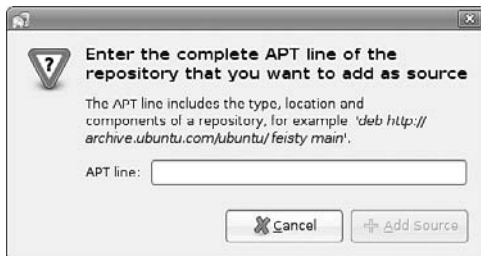 Enter the complete APT line of the
repository that you want to add as source
The APT line includes the type, location and
components of a repository, for example 'deb http://
archive.ubuntu.com/ubuntu/ feisty main'.
APT line:
Cancel
Add Source